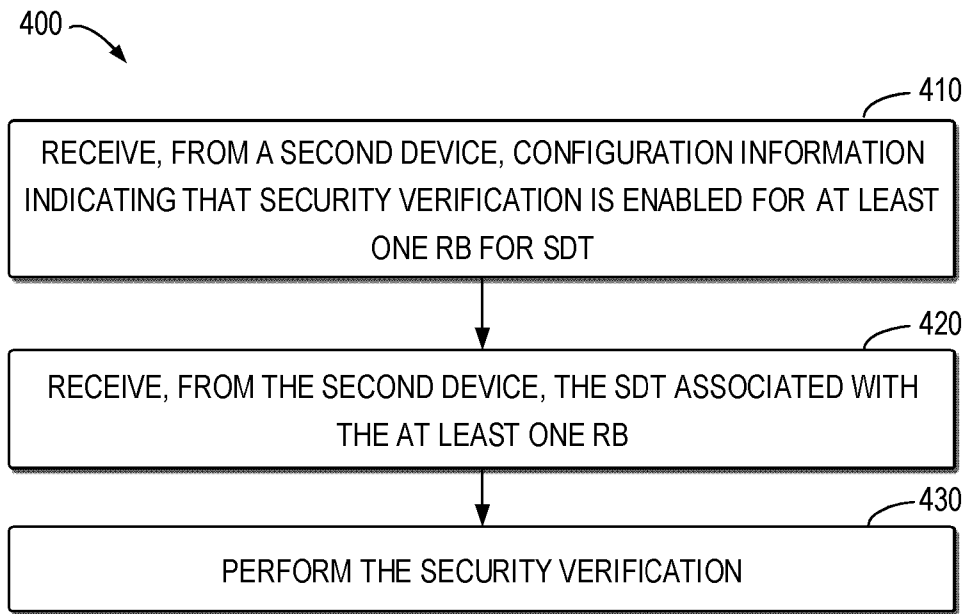 400
410
RECEIVE, FROM A SECOND DEVICE, CONFIGURATION INFORMATION
INDICATING THAT SECURITY VERIFICATION IS ENABLED FOR AT LEAST
ONE RB FOR SDT
420
RECEIVE, FROM THE SECOND DEVICE, THE SDT ASSOCIATED WITH
THE AT LEAST ONE RB
430
PERFORM THE SECURITY VERIFICATION